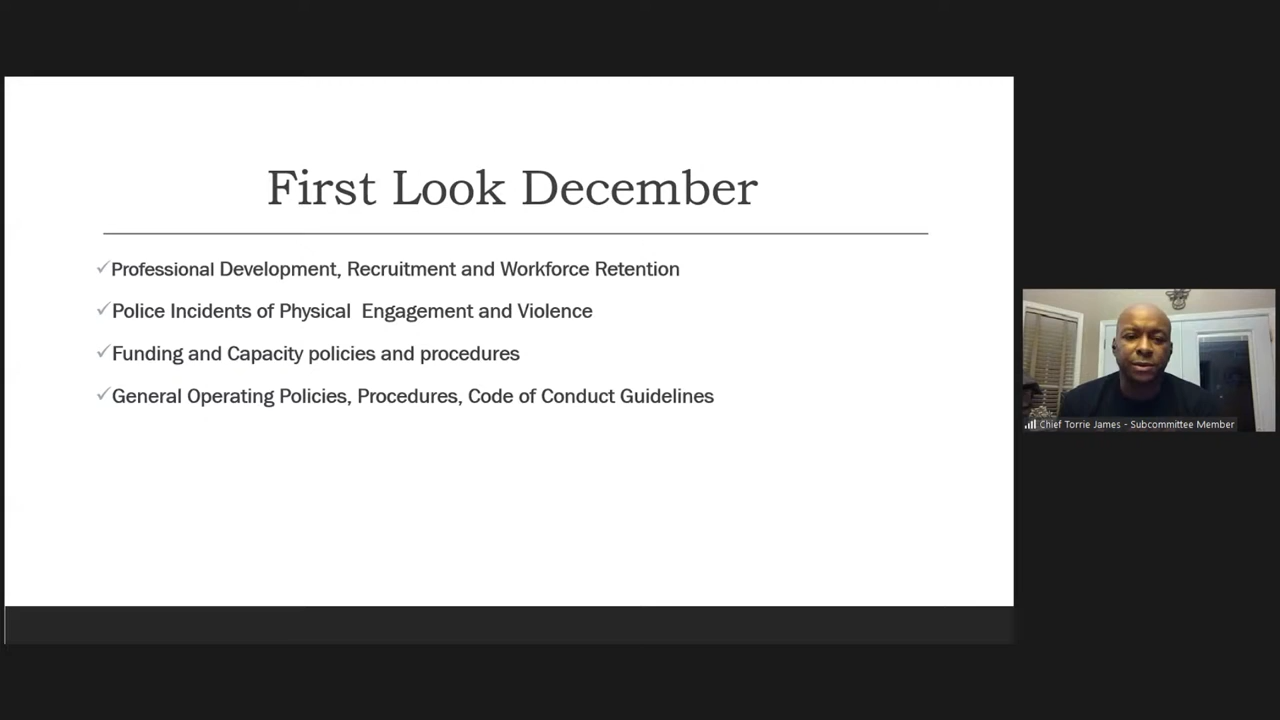 First Look December
Professional Development, Recruitment and Workforce Retention
Police Incidents of Physical  Engagement and Violence
Funding and Capacity policies and procedures
General Operating Policies, Procedures, Code of Conduct Guidelines
Chief Torrie James - Subcommittee Member